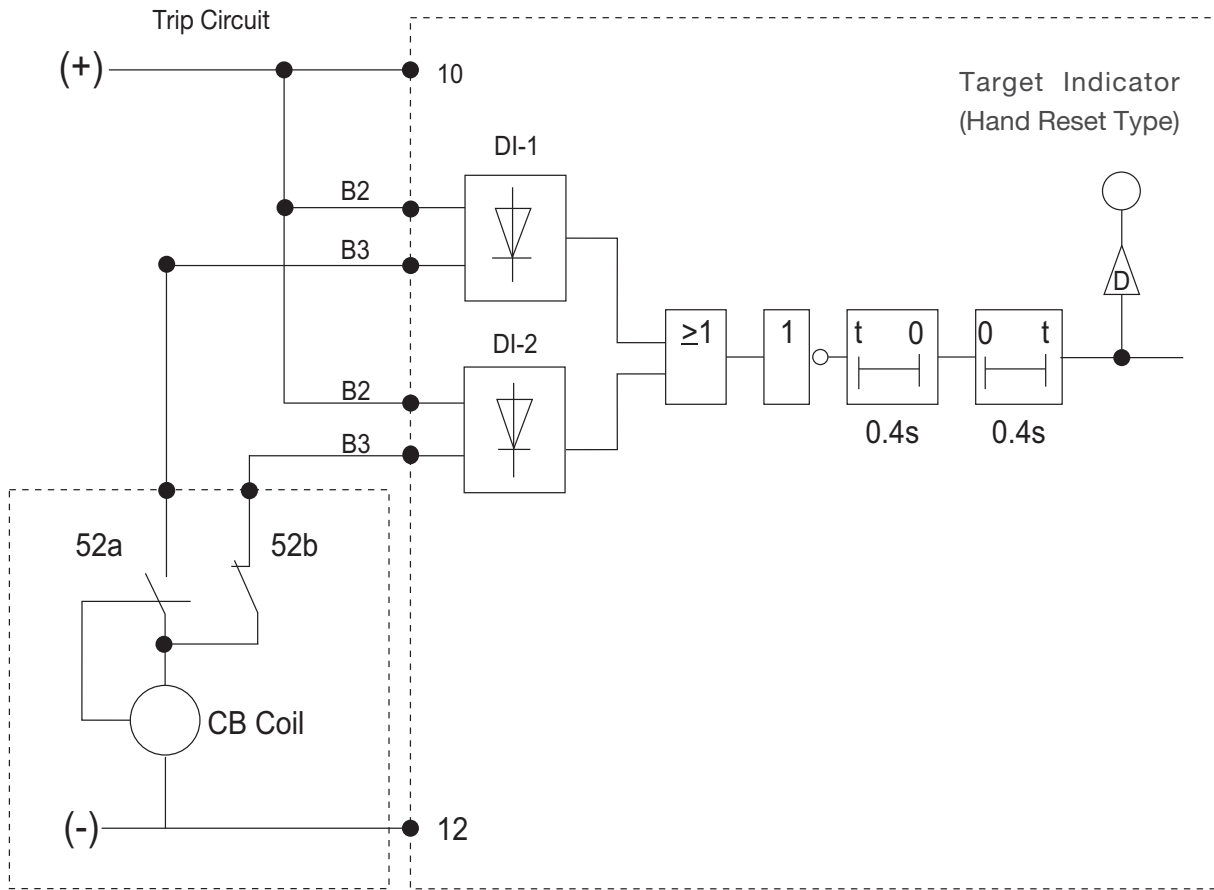 Trip Circuit
(+)
10
Target Indicator
(Hand Reset Type)
DI-1
B2
B3
D
DI-2
≥1
1
t 0
0 t
B2
0.4s
0.4s
B3
52a
52b
CB Coil
(-)
12